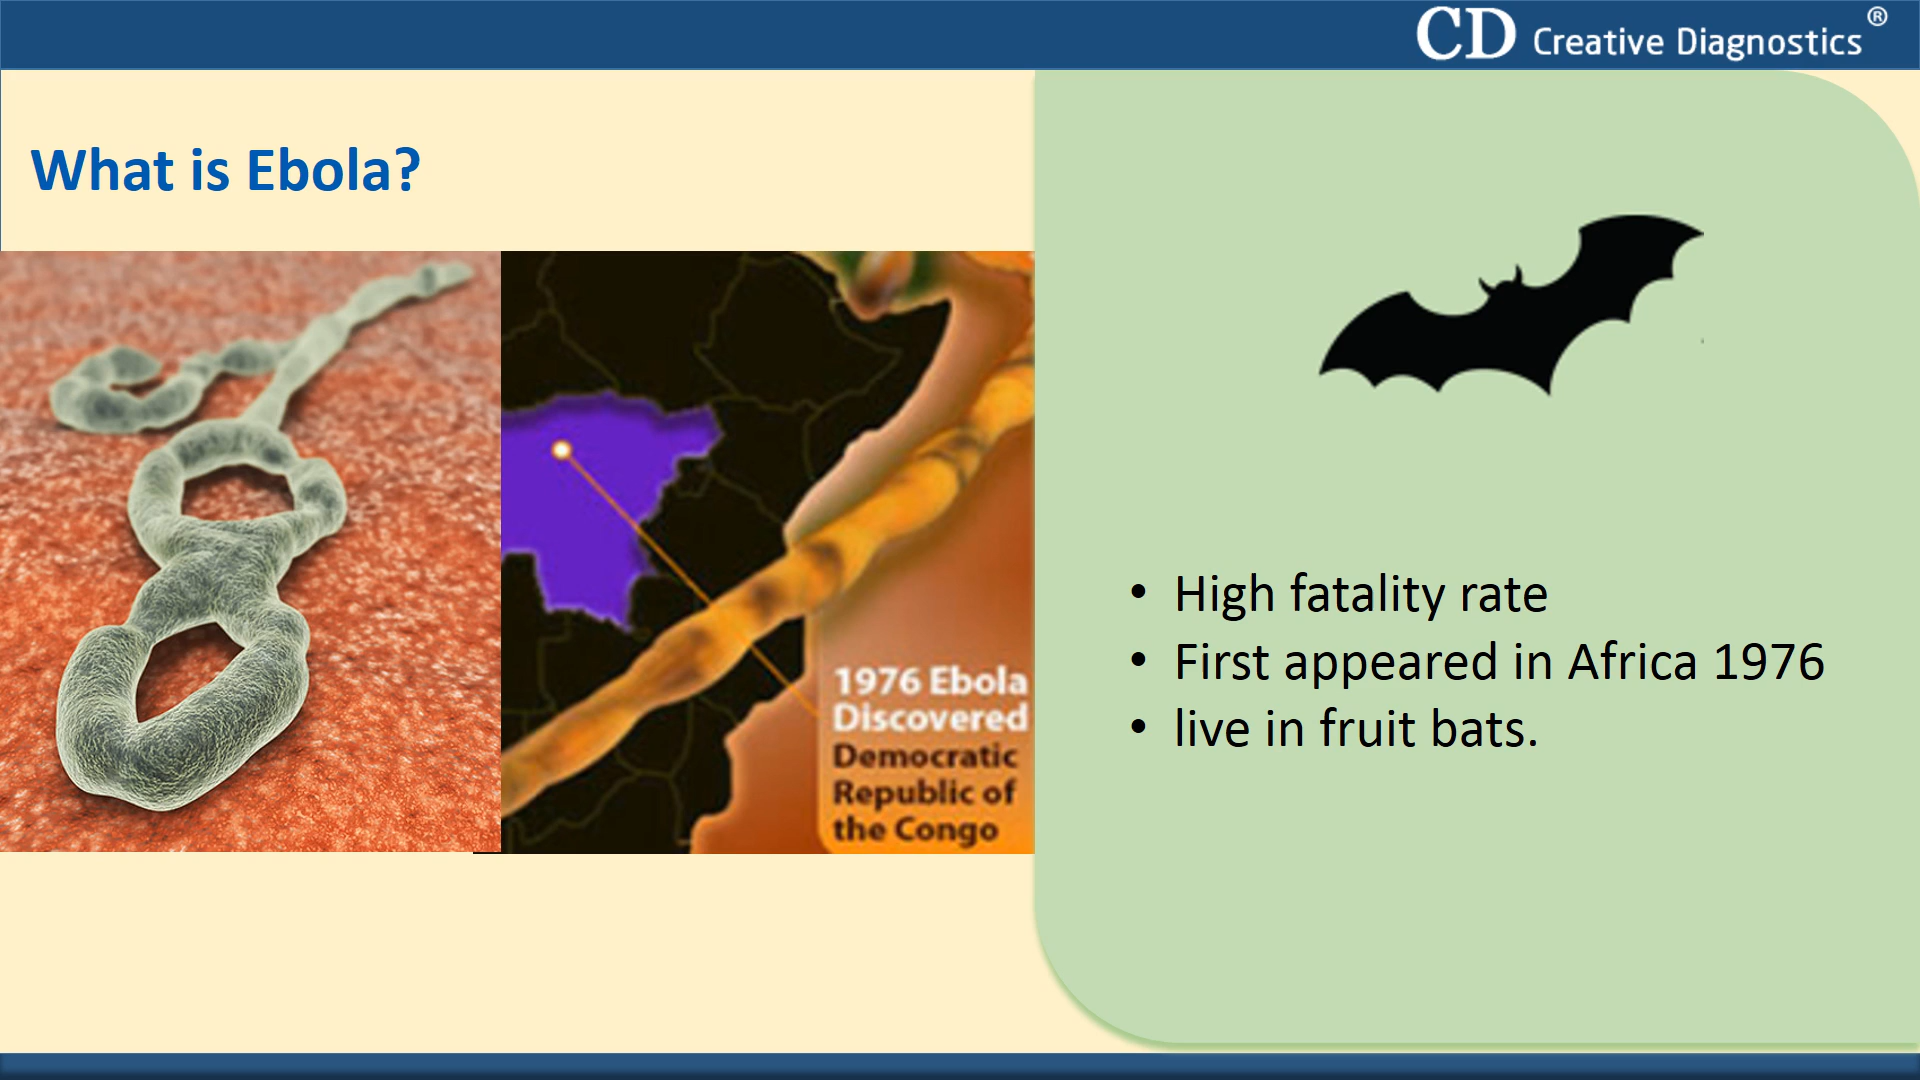 CD Creative Diagnostics®
What is Ebola?
1976 Ebola
Discovered
Democratic
Republic of
the Congo
• High fatality rate
• First appeared in Africa 1976
• live in fruit bats.